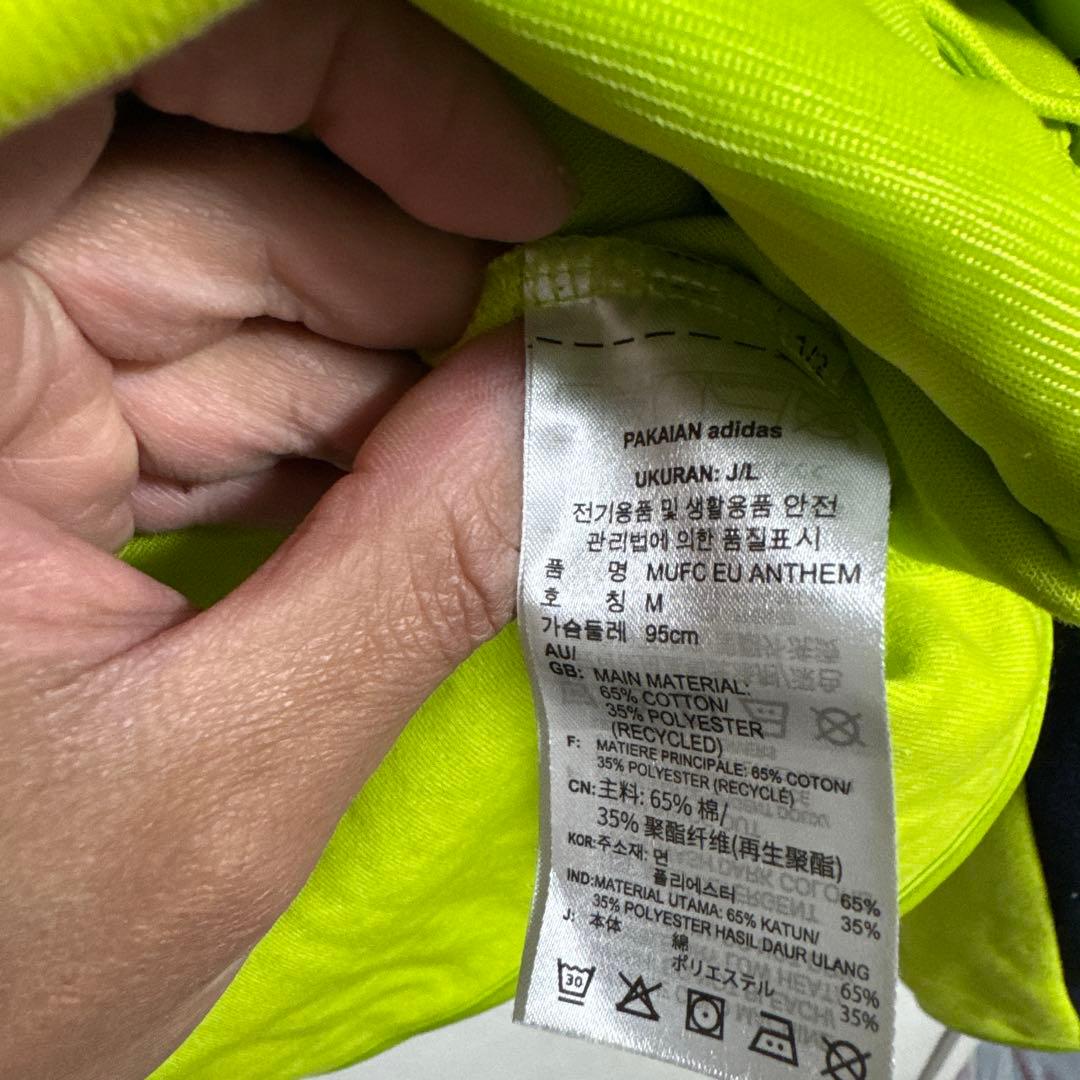 1/2
PAKAIAN adidas
UKURAN: J/L
전기용품 및 생활용품 안전
관리법에 의한 품질표시
품 명 MUFC EU ANTHEM
호 칭 M
가슴둘레 95cm
AU/
GB: MAIN MATERIAL:
65% COTTON/
35% POLYESTER
(RECYCLED)
F: MATIERE PRINCIPALE: 65% COTON/
35% POLYESTER (RECYCLÉ)
CN: 主料: 65% 棉/
35% 聚酯纤维(再生聚酯)
KOR: 주소재: 면 65%
폴리에스터 35%
IND: MATERIAL UTAMA: 65% KATUN/
35% POLYESTER HASIL DAUR ULANG
J: 本体 綿 65%
ポリエステル 35%
30